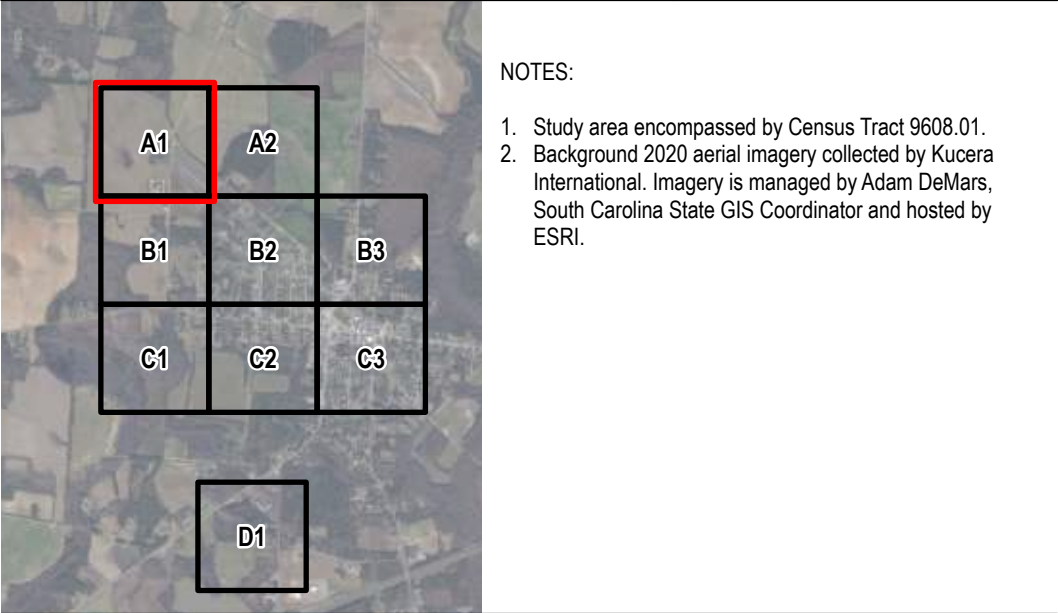 A1 A2
B1 B2 B3
C1 C2 C3
D1
NOTES:
1. Study area encompassed by Census Tract 9608.01.
2. Background 2020 aerial imagery collected by Kucera
International. Imagery is managed by Adam DeMars,
South Carolina State GIS Coordinator and hosted by
ESRI.